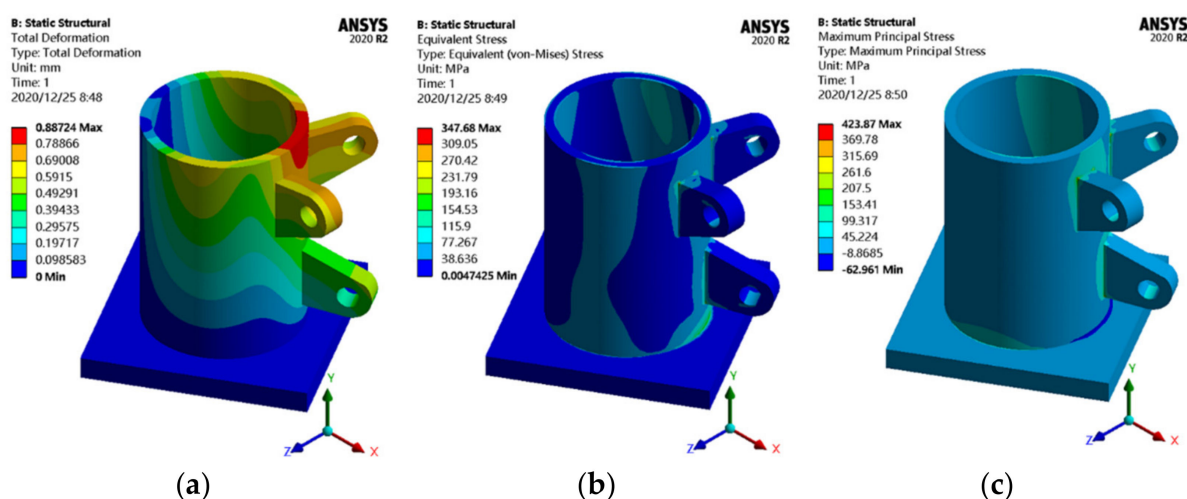 B: Static Structural
Total Deformation
Type: Total Deformation
Unit: mm
Time: 1
2020/12/25 8:48
ANSYS
2020 R2
0.88724 Max
0.78866
0.69008
0.5915
0.49291
0.39433
0.29575
0.19717
0.098583
0 Min
Y
Z
X
(a)
B: Static Structural
Equivalent Stress
Type: Equivalent (von-Mises) Stress
Unit: MPa
Time: 1
2020/12/25 8:49
ANSYS
2020 R2
347.68 Max
309.05
270.42
231.79
193.16
154.53
115.9
77.267
38.636
0.0047425 Min
Y
Z
X
(b)
B: Static Structural
Maximum Principal Stress
Type: Maximum Principal Stress
Unit: MPa
Time: 1
2020/12/25 8:50
ANSYS
2020 R2
423.87 Max
369.78
315.69
261.6
207.5
153.41
99.317
45.224
-8.8685
-62.961 Min
Y
Z
X
(c)